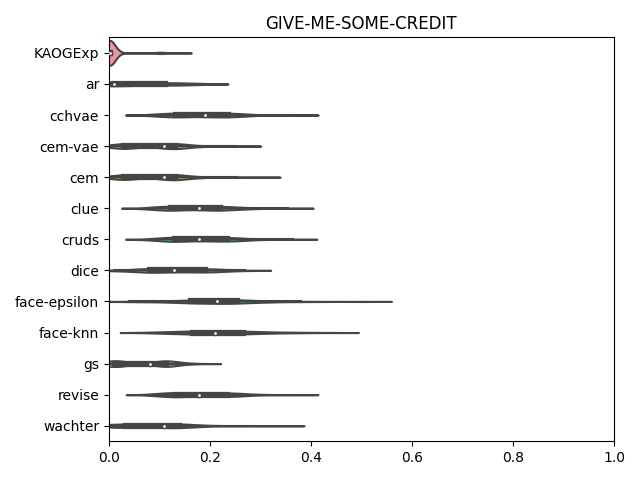 GIVE-ME-SOME-CREDIT
KAOGExp
ar
cchvae
cem-vae
cem
clue
cruds
dice
face-epsilon
face-knn
gs
revise
wachter
0.0 0.2 0.4 0.6 0.8 1.0